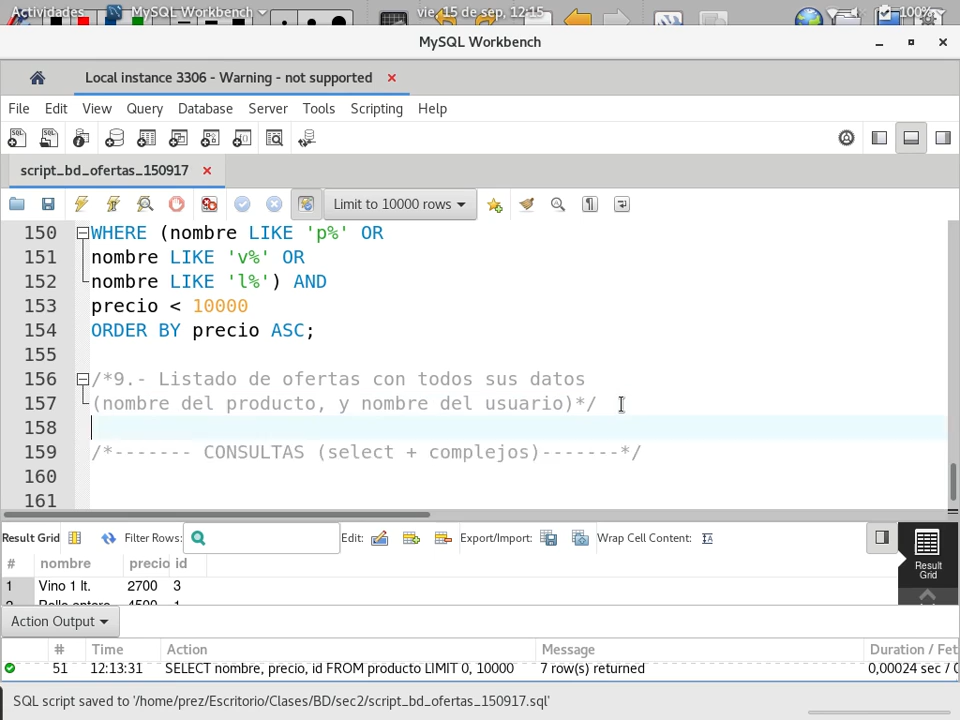 Actividades MySQL Workbench vie, 15 de sep, 12:15 100%
MySQL Workbench
Local instance 3306 - Warning - not supported
File Edit View Query Database Server Tools Scripting Help
script_bd_ofertas_150917
Limit to 10000 rows
150 WHERE (nombre LIKE 'p%' OR
151 nombre LIKE 'v%' OR
152 nombre LIKE 'l%') AND
153 precio < 10000
154 ORDER BY precio ASC;
155
156 /*9.- Listado de ofertas con todos sus datos
157 (nombre del producto, y nombre del usuario)*/
158
159 /*------- CONSULTAS (select + complejos)-------*/
160
161
Result Grid Filter Rows: Edit: Export/Import: Wrap Cell Content:
Result Grid
# nombre precio id
1 Vino 1 lt. 2700 3
Action Output
# Time Action Message Duration / Fet
51 12:13:31 SELECT nombre, precio, id FROM producto LIMIT 0, 10000 7 row(s) returned 0,00024 sec /
SQL script saved to '/home/prez/Escritorio/Clases/BD/sec2/script_bd_ofertas_150917.sql'